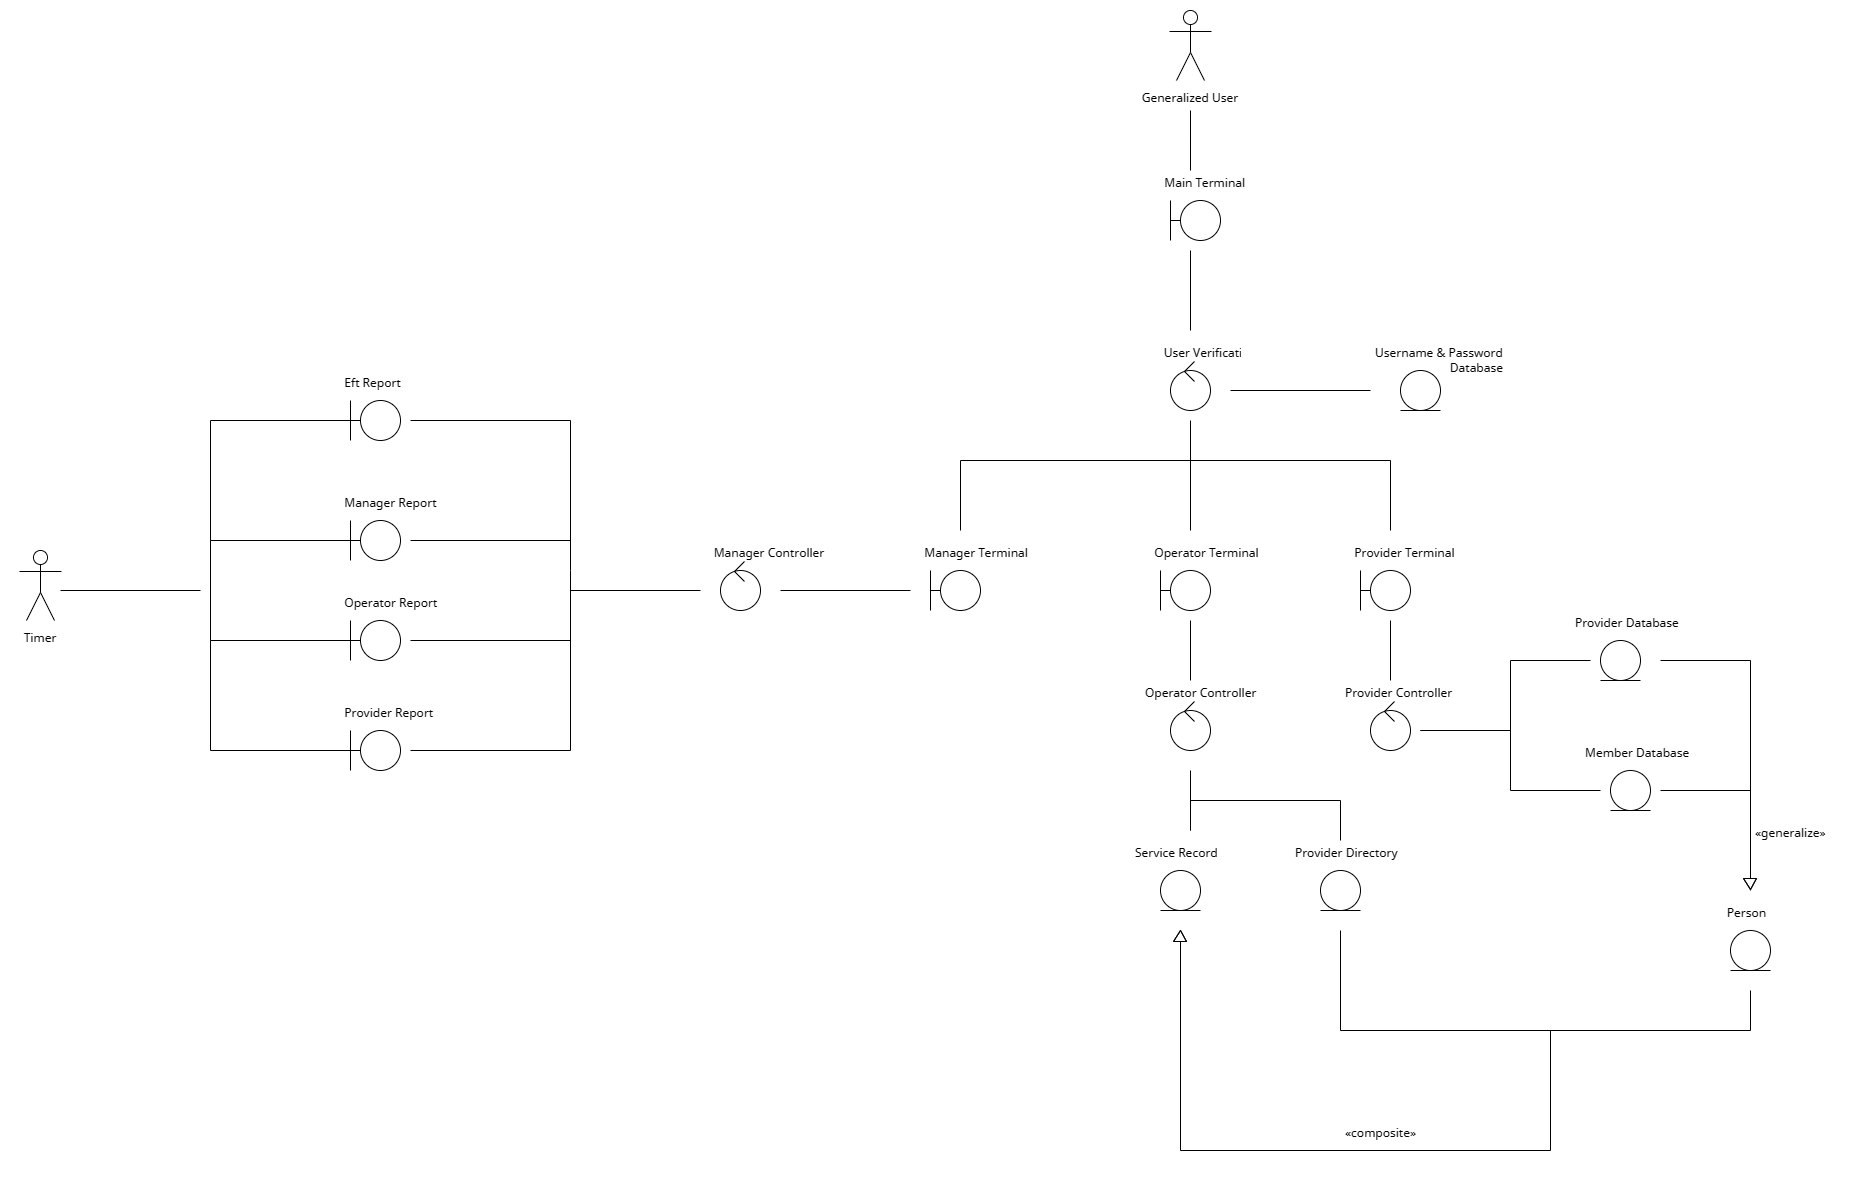 Generalized User
Main Terminal
User Verificati
Username & Password
Database
Eft Report
Manager Report
Manager Controller
Manager Terminal
Operator Terminal
Provider Terminal
Operator Report
Timer
Provider Database
Operator Controller
Provider Controller
Provider Report
Member Database
«generalize»
Service Record
Provider Directory
Person
«composite»